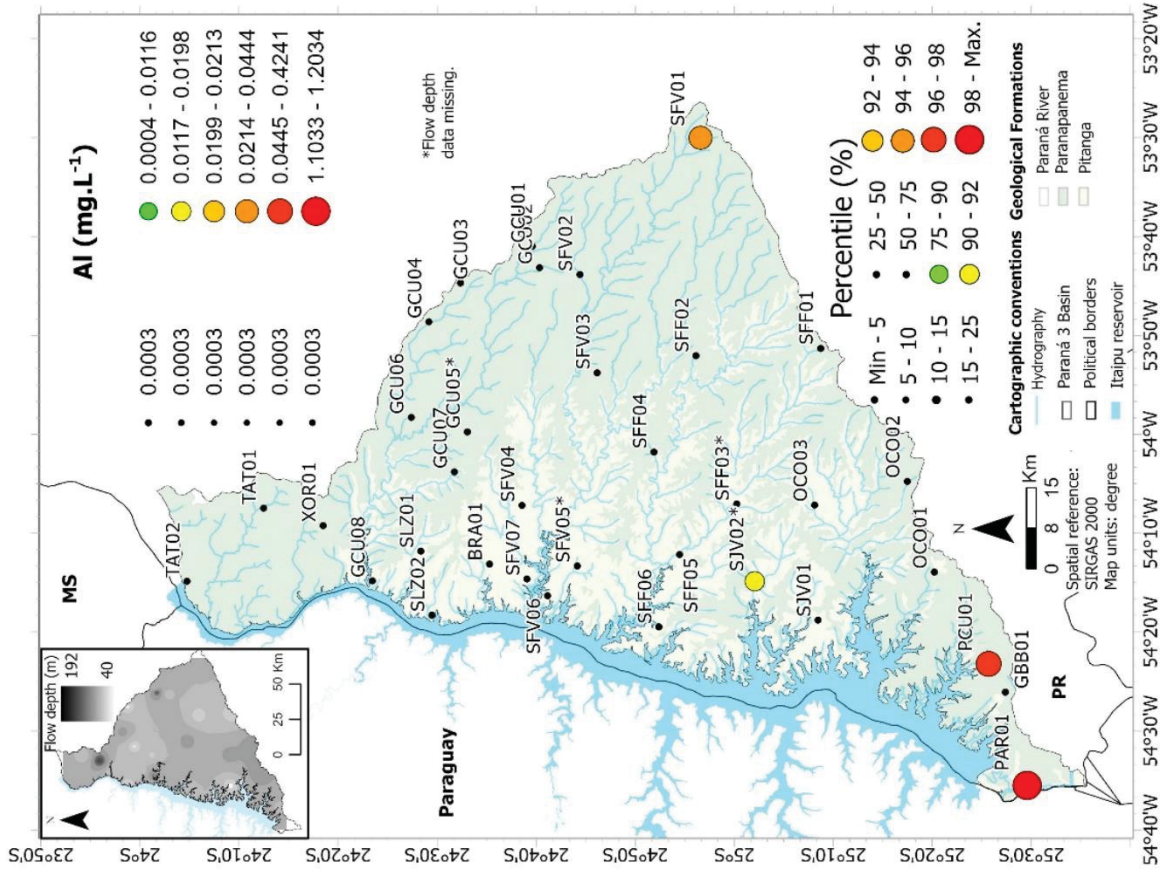 Al (mg.L⁻¹)
0.0003
0.0003
0.0003
0.0003
0.0003
0.0003
0.0004 - 0.0116
0.0117 - 0.0198
0.0199 - 0.0213
0.0214 - 0.0444
0.0445 - 0.4241
1.1033 - 1.2034
*Flow depth
data missing.
Flow depth (m)
192
40
N
0 25 50 Km
MS
Paraguay
PR
TAT02
TAT01
XOR01
GCU08
SLZ01
SLZ02
GCU06
GCU04
GCU03
GCU05*
GCU07
GCU01
GCU02
BRA01
SFV04
SFV07
SFV05*
SFV06
SFV02
SFV03
SFV01
SFF02
SFF04
SFF01
SFF06
SFF05
SFF03*
SJV02*
SJV01
OCO03
OCO02
OCO01
PCU01
GBB01
PAR01
Percentile (%)
Min - 5
5 - 10
10 - 15
15 - 25
25 - 50
50 - 75
75 - 90
90 - 92
92 - 94
94 - 96
96 - 98
98 - Max.
N
0 8 15 Km
Spatial reference:
SIRGAS 2000
Map units: degree
Cartographic conventions
Hydrography
Paraná 3 Basin
Political borders
Itaipu reservoir
Geological Formations
Paraná River
Paranapanema
Pitanga
23°50'S
24°S
24°10'S
24°20'S
24°30'S
24°40'S
24°50'S
25°S
25°10'S
25°20'S
25°30'S
54°40'W
54°30'W
54°20'W
54°10'W
54°W
53°50'W
53°40'W
53°30'W
53°20'W